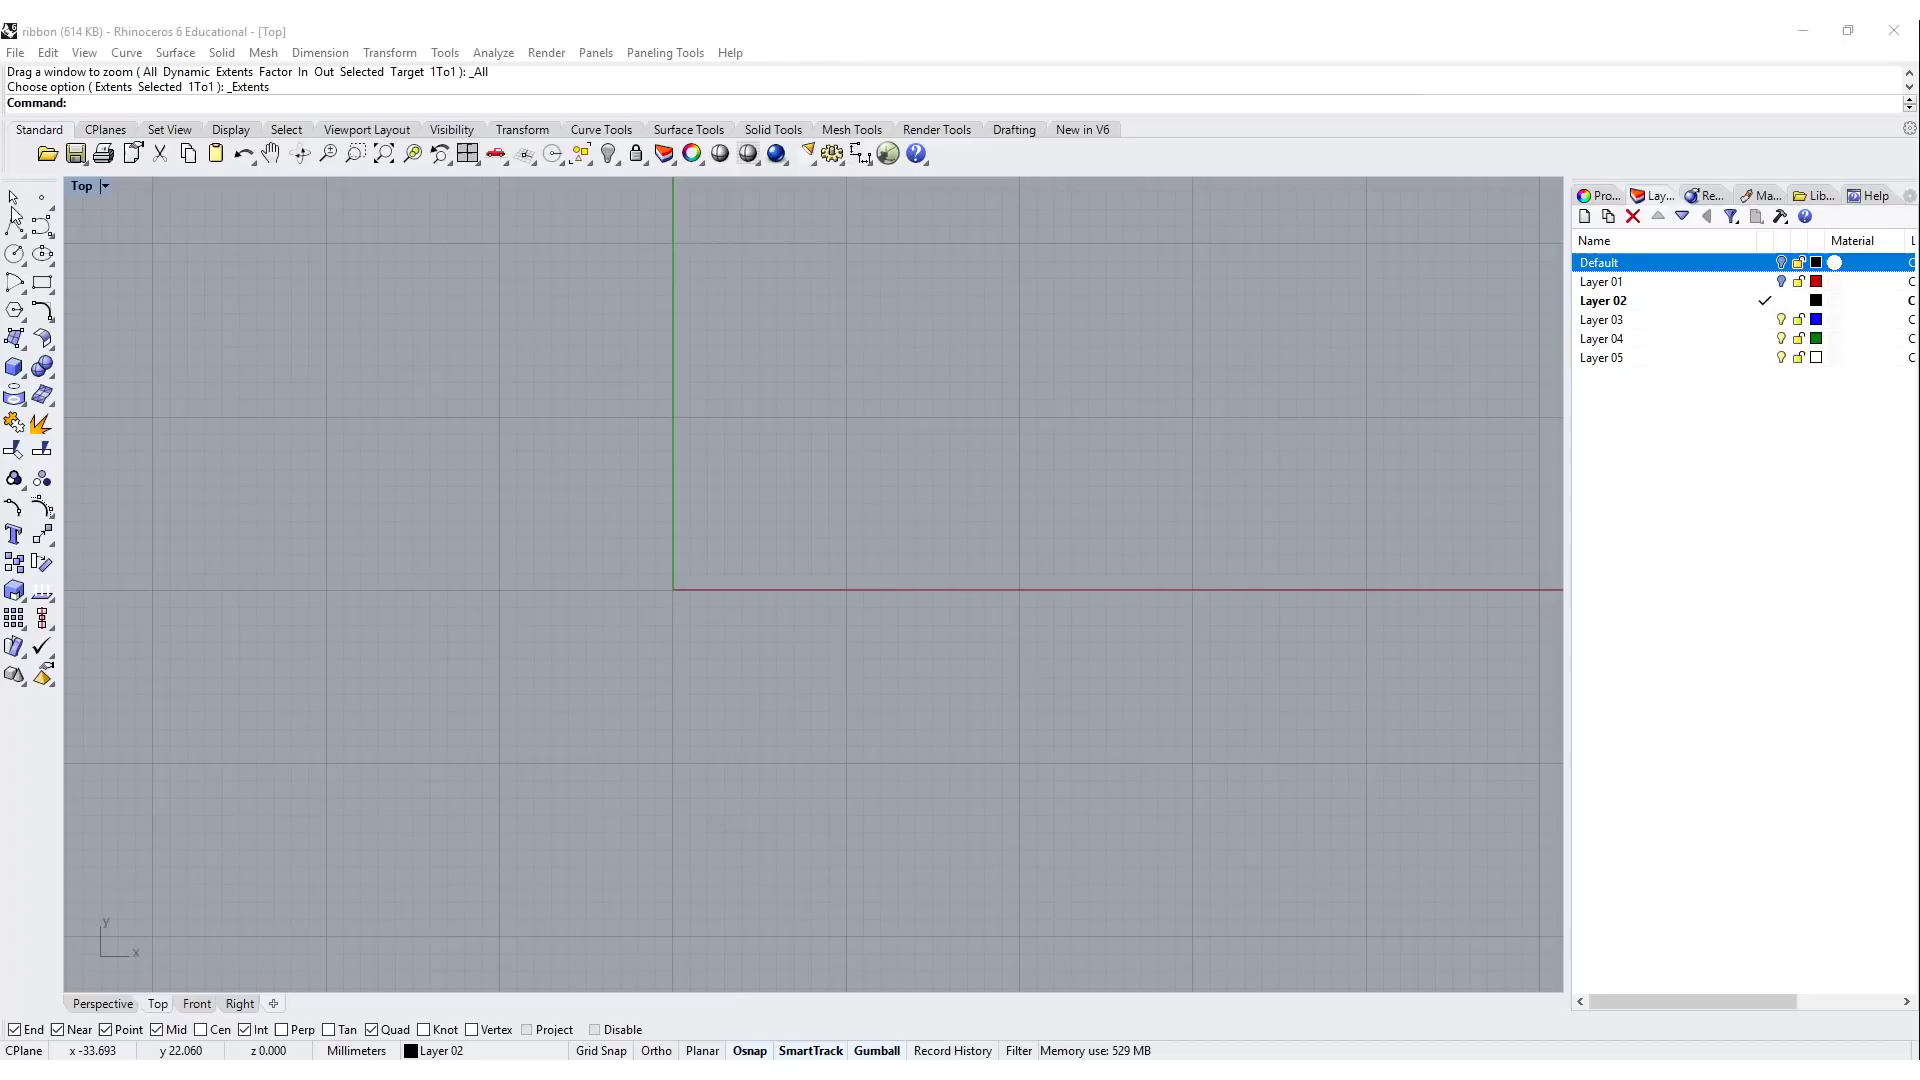 ribbon (614 KB) - Rhinoceros 6 Educational - [Top]
File Edit View Curve Surface Solid Mesh Dimension Transform Tools Analyze Render Panels Paneling Tools Help
Drag a window to zoom ( All Dynamic Extents Factor In Out Selected Target 1To1 ): _All
Choose option ( Extents Selected 1To1 ): _Extents
Command:
Standard CPlanes Set View Display Select Viewport Layout Visibility Transform Curve Tools Surface Tools Solid Tools Mesh Tools Render Tools Drafting New in V6
Top
Pro... Lay... Re... Ma... Lib... Help
Name Material L
Default C
Layer 01 C
Layer 02 C
Layer 03 C
Layer 04 C
Layer 05 C
y
x
Perspective Top Front Right
End Near Point Mid Cen Int Perp Tan Quad Knot Vertex Project Disable
CPlane x -33.693 y 22.060 z 0.000 Millimeters Layer 02 Grid Snap Ortho Planar Osnap SmartTrack Gumball Record History Filter Memory use: 529 MB